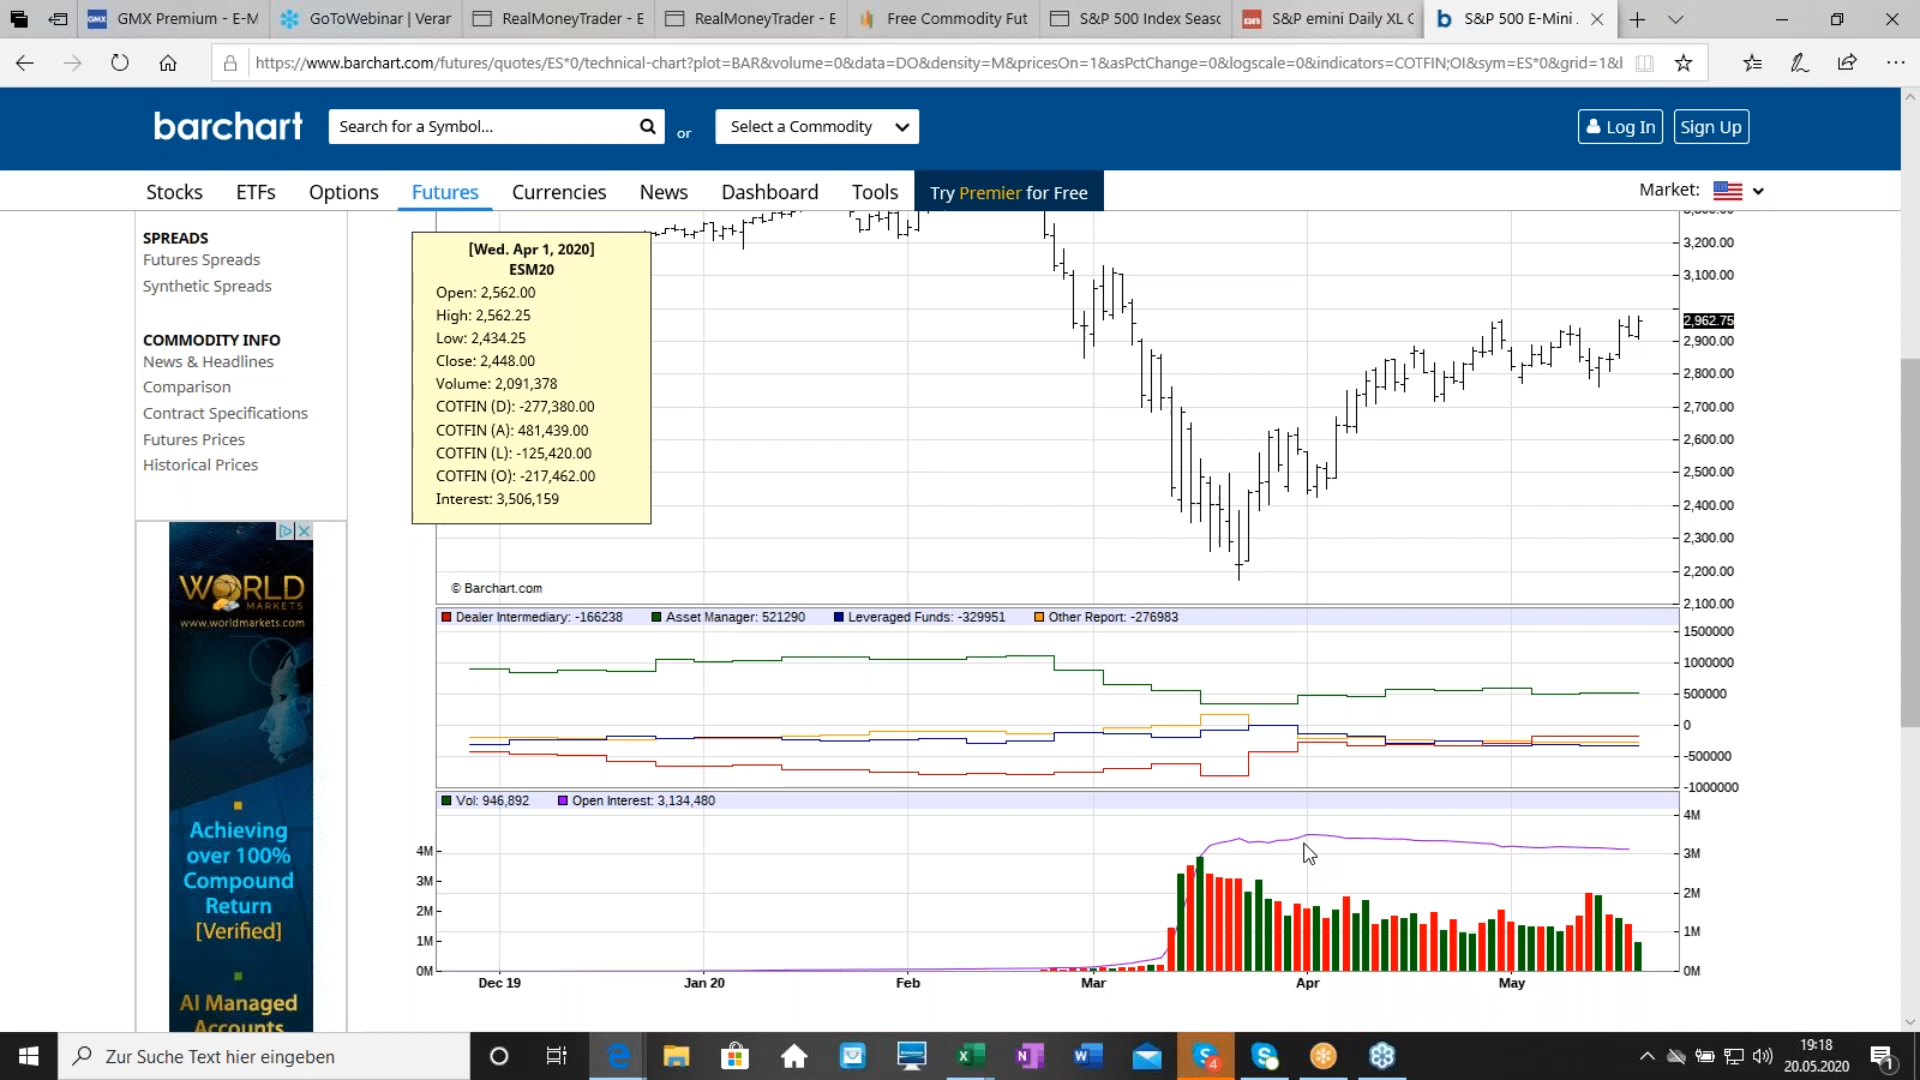 GMX Premium - E-M
GoToWebinar | Verar
RealMoneyTrader - E
RealMoneyTrader - E
Free Commodity Fut
S&P 500 Index Seasc
S&P emini Daily XL C
S&P 500 E-Mini
https://www.barchart.com/futures/quotes/ES*0/technical-chart?plot=BAR&volume=0&data=DO&density=M&pricesOn=1&asPctChange=0&logscale=0&indicators=COTFIN;OI&sym=ES*0&grid=1&l
barchart
Search for a Symbol...
or
Select a Commodity
Log In
Sign Up
Stocks
ETFs
Options
Futures
Currencies
News
Dashboard
Tools
Try Premier for Free
Market:
SPREADS
Futures Spreads
Synthetic Spreads
COMMODITY INFO
News & Headlines
Comparison
Contract Specifications
Futures Prices
Historical Prices
WORLD
MARKETS
www.worldmarkets.com
Achieving
over 100%
Compound
Return
[Verified]
AI Managed
Accounts
[Wed. Apr 1, 2020]
ESM20
Open: 2,562.00
High: 2,562.25
Low: 2,434.25
Close: 2,448.00
Volume: 2,091,378
COTFIN (D): -277,380.00
COTFIN (A): 481,439.00
COTFIN (L): -125,420.00
COTFIN (O): -217,462.00
Interest: 3,506,159
3,300.00
3,200.00
3,100.00
2,962.75
2,900.00
2,800.00
2,700.00
2,600.00
2,500.00
2,400.00
2,300.00
2,200.00
2,100.00
© Barchart.com
Dealer Intermediary: -166238
Asset Manager: 521290
Leveraged Funds: -329951
Other Report: -276983
1500000
1000000
500000
0
-500000
-1000000
Vol: 946,892
Open Interest: 3,134,480
4M
3M
2M
1M
0M
4M
3M
2M
1M
0M
Dec 19
Jan 20
Feb
Mar
Apr
May
Zur Suche Text hier eingeben
4
19:18
20.05.2020
1